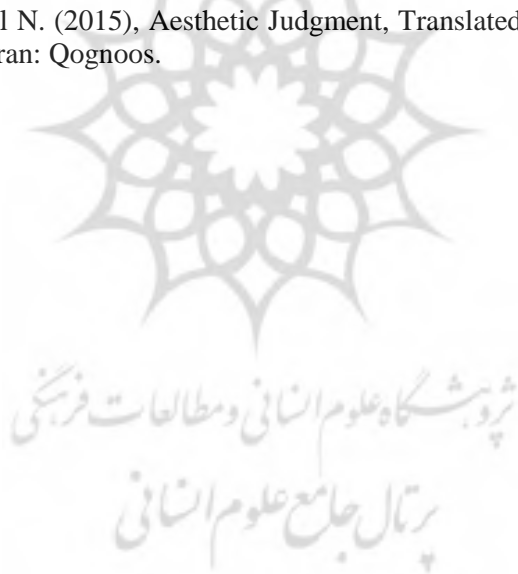 l N. (2015), Aesthetic Judgment, Translated
ran: Qognoos.
پژوهشگاه علوم انسانی و مطالعات فرهنگی
پرتال جامع علوم انسانی